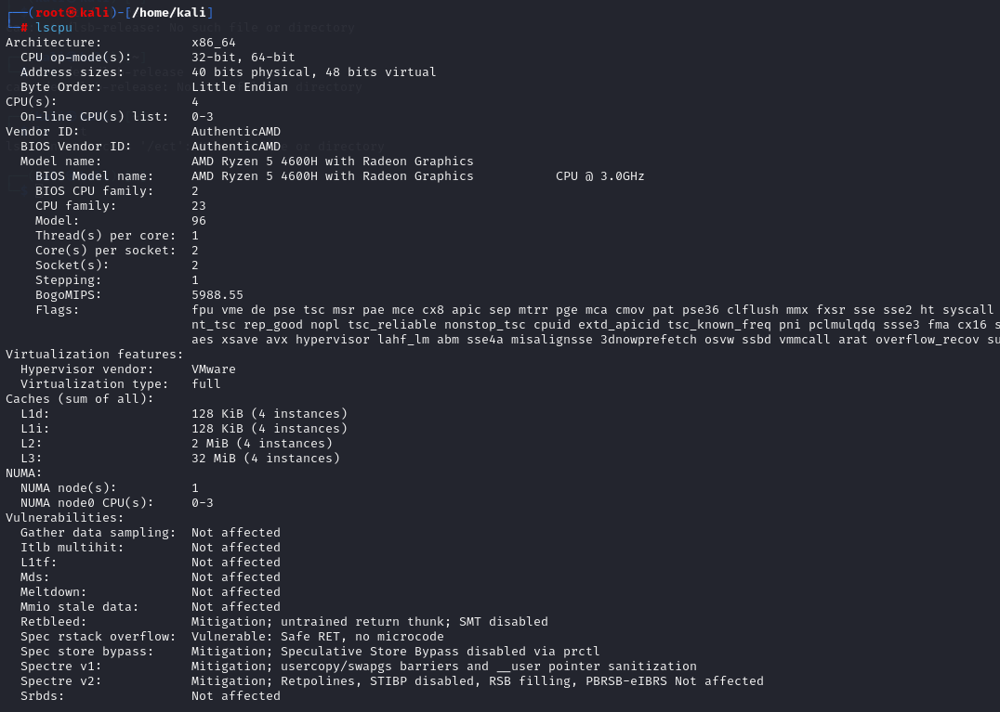 ┌──(root㉿kali)-[/home/kali]
└─# lscpu
Architecture: x86_64
CPU op-mode(s): 32-bit, 64-bit
Address sizes: 40 bits physical, 48 bits virtual
Byte Order: Little Endian
CPU(s): 4
On-line CPU(s) list: 0-3
Vendor ID: AuthenticAMD
BIOS Vendor ID: AuthenticAMD
Model name: AMD Ryzen 5 4600H with Radeon Graphics
BIOS Model name: AMD Ryzen 5 4600H with Radeon Graphics CPU @ 3.0GHz
BIOS CPU family: 2
CPU family: 23
Model: 96
Thread(s) per core: 1
Core(s) per socket: 2
Socket(s): 2
Stepping: 1
BogoMIPS: 5988.55
Flags: fpu vme de pse tsc msr pae mce cx8 apic sep mtrr pge mca cmov pat pse36 clflush mmx fxsr sse sse2 ht syscall
nt_tsc rep_good nopl tsc_reliable nonstop_tsc cpuid extd_apicid tsc_known_freq pni pclmulqdq ssse3 fma cx16 s
aes xsave avx hypervisor lahf_lm abm sse4a misalignsse 3dnowprefetch osvw ssbd vmmcall arat overflow_recov su
Virtualization features:
Hypervisor vendor: VMware
Virtualization type: full
Caches (sum of all):
L1d: 128 KiB (4 instances)
L1i: 128 KiB (4 instances)
L2: 2 MiB (4 instances)
L3: 32 MiB (4 instances)
NUMA:
NUMA node(s): 1
NUMA node0 CPU(s): 0-3
Vulnerabilities:
Gather data sampling: Not affected
Itlb multihit: Not affected
L1tf: Not affected
Mds: Not affected
Meltdown: Not affected
Mmio stale data: Not affected
Retbleed: Mitigation; untrained return thunk; SMT disabled
Spec rstack overflow: Vulnerable: Safe RET, no microcode
Spec store bypass: Mitigation; Speculative Store Bypass disabled via prctl
Spectre v1: Mitigation; usercopy/swapgs barriers and __user pointer sanitization
Spectre v2: Mitigation; Retpolines, STIBP disabled, RSB filling, PBRSB-eIBRS Not affected
Srbds: Not affected